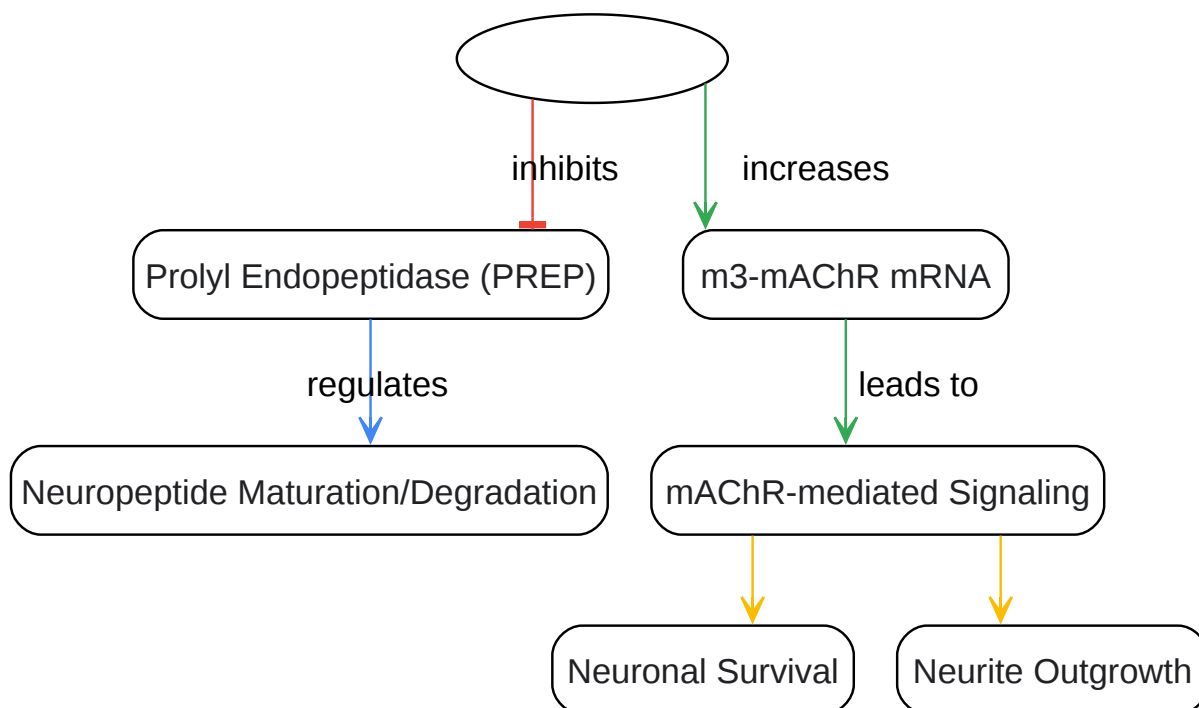 inhibits
increases
Prolyl Endopeptidase (PREP)
m3-mAChR mRNA
regulates
leads to
Neuropeptide Maturation/Degradation
mAChR-mediated Signaling
Neuronal Survival
Neurite Outgrowth